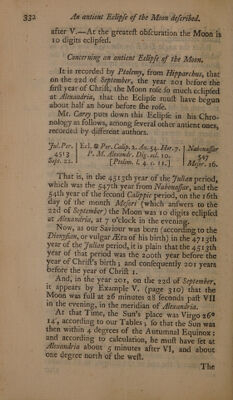 332 An antient Eclipse of the Moon described.
after V.—At the greatest obscuration the Moon is
10 digits eclipsed.
Concerning an antient Eclipse of the Moon.
It is recorded by Ptolemy, from Hipparchus, that
on the 22d of September, the year 201 before the
first year of Christ, the Moon rose so much eclipsed
at Alexandria, that the Eclipse must have begun
about half an hour before she rose.
Mr. Carey puts down this Eclipse in his Chro-
nology as follows, among several other antient ones,
recorded by different authors.
Jul. Per. 4513 Sept. 22.
Ecl. Per. Calip. 2. An. 54. Hor. 7.
P. M. Alexandr. Dig. ecl. 10.
[Ptolem. l. 4. c. 11.]
Nabonass. 547 Mesor. 16.
That is, in the 4513th year of the Julian period,
which was the 547th year from Nabonassar, and the
54th year of the second Calippic period, on the 16th
day of the month Mesori (which answers to the
22d of September) the Moon was 10 digits eclipsed
at Alexandria, at 7 o'clock in the evening.
Now, as our Saviour was born (according to the
Dionysian, or vulgar Æra of his birth) in the 4713th
year of the Julian period, it is plain that the 4513th
year of that period was the 200th year before the
year of Christ's birth; and consequently 201 years
before the year of Christ 1.
And, in the year 201, on the 22d of September,
it appears by Example V. (page 310) that the
Moon was full at 26 minutes 28 seconds past VII
in the evening, in the meridian of Alexandria.
At that Time, the Sun's place was Virgo 26°
14′, according to our Tables; so that the Sun was
then within 4 degrees of the Autumnal Equinox;
and according to calculation, he must have set at
Alexandria about 5 minutes after VI, and about
one degree north of the west.
The